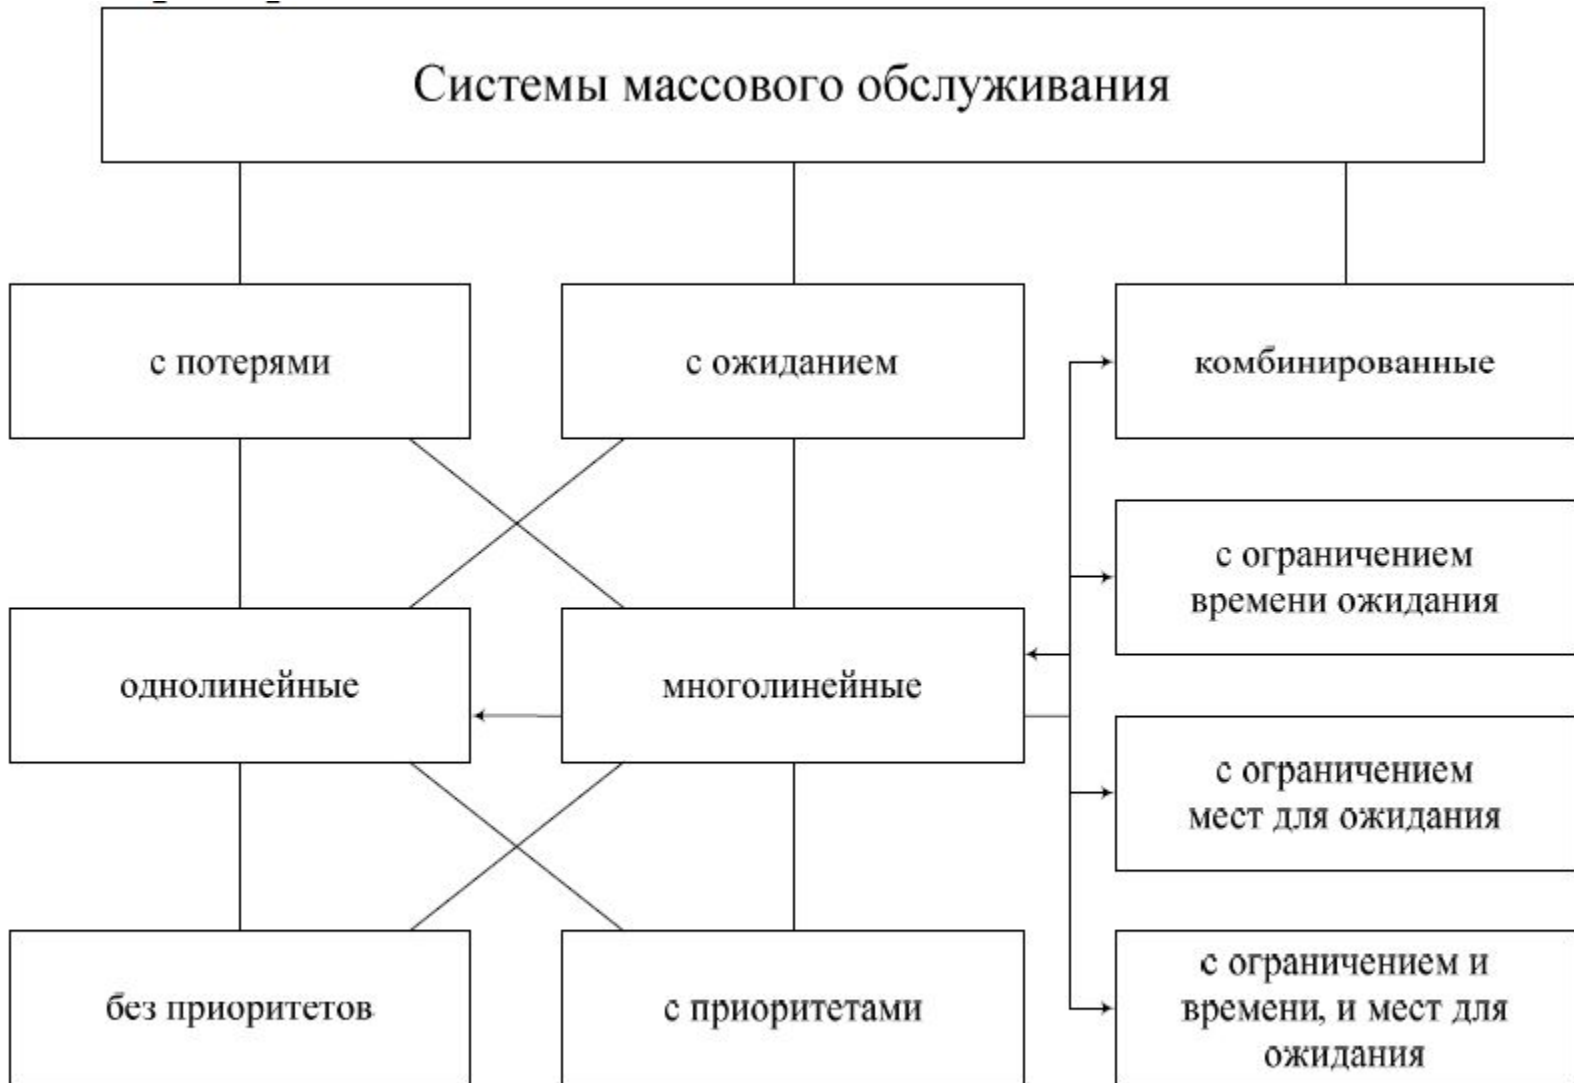 Системы массового обслуживания
с потерями
с ожиданием
комбинированные
с ограничением
времени ожидания
однолинейные
многолинейные
с ограничением
мест для ожидания
без приоритетов
с приоритетами
с ограничением и
времени, и мест для
ожидания